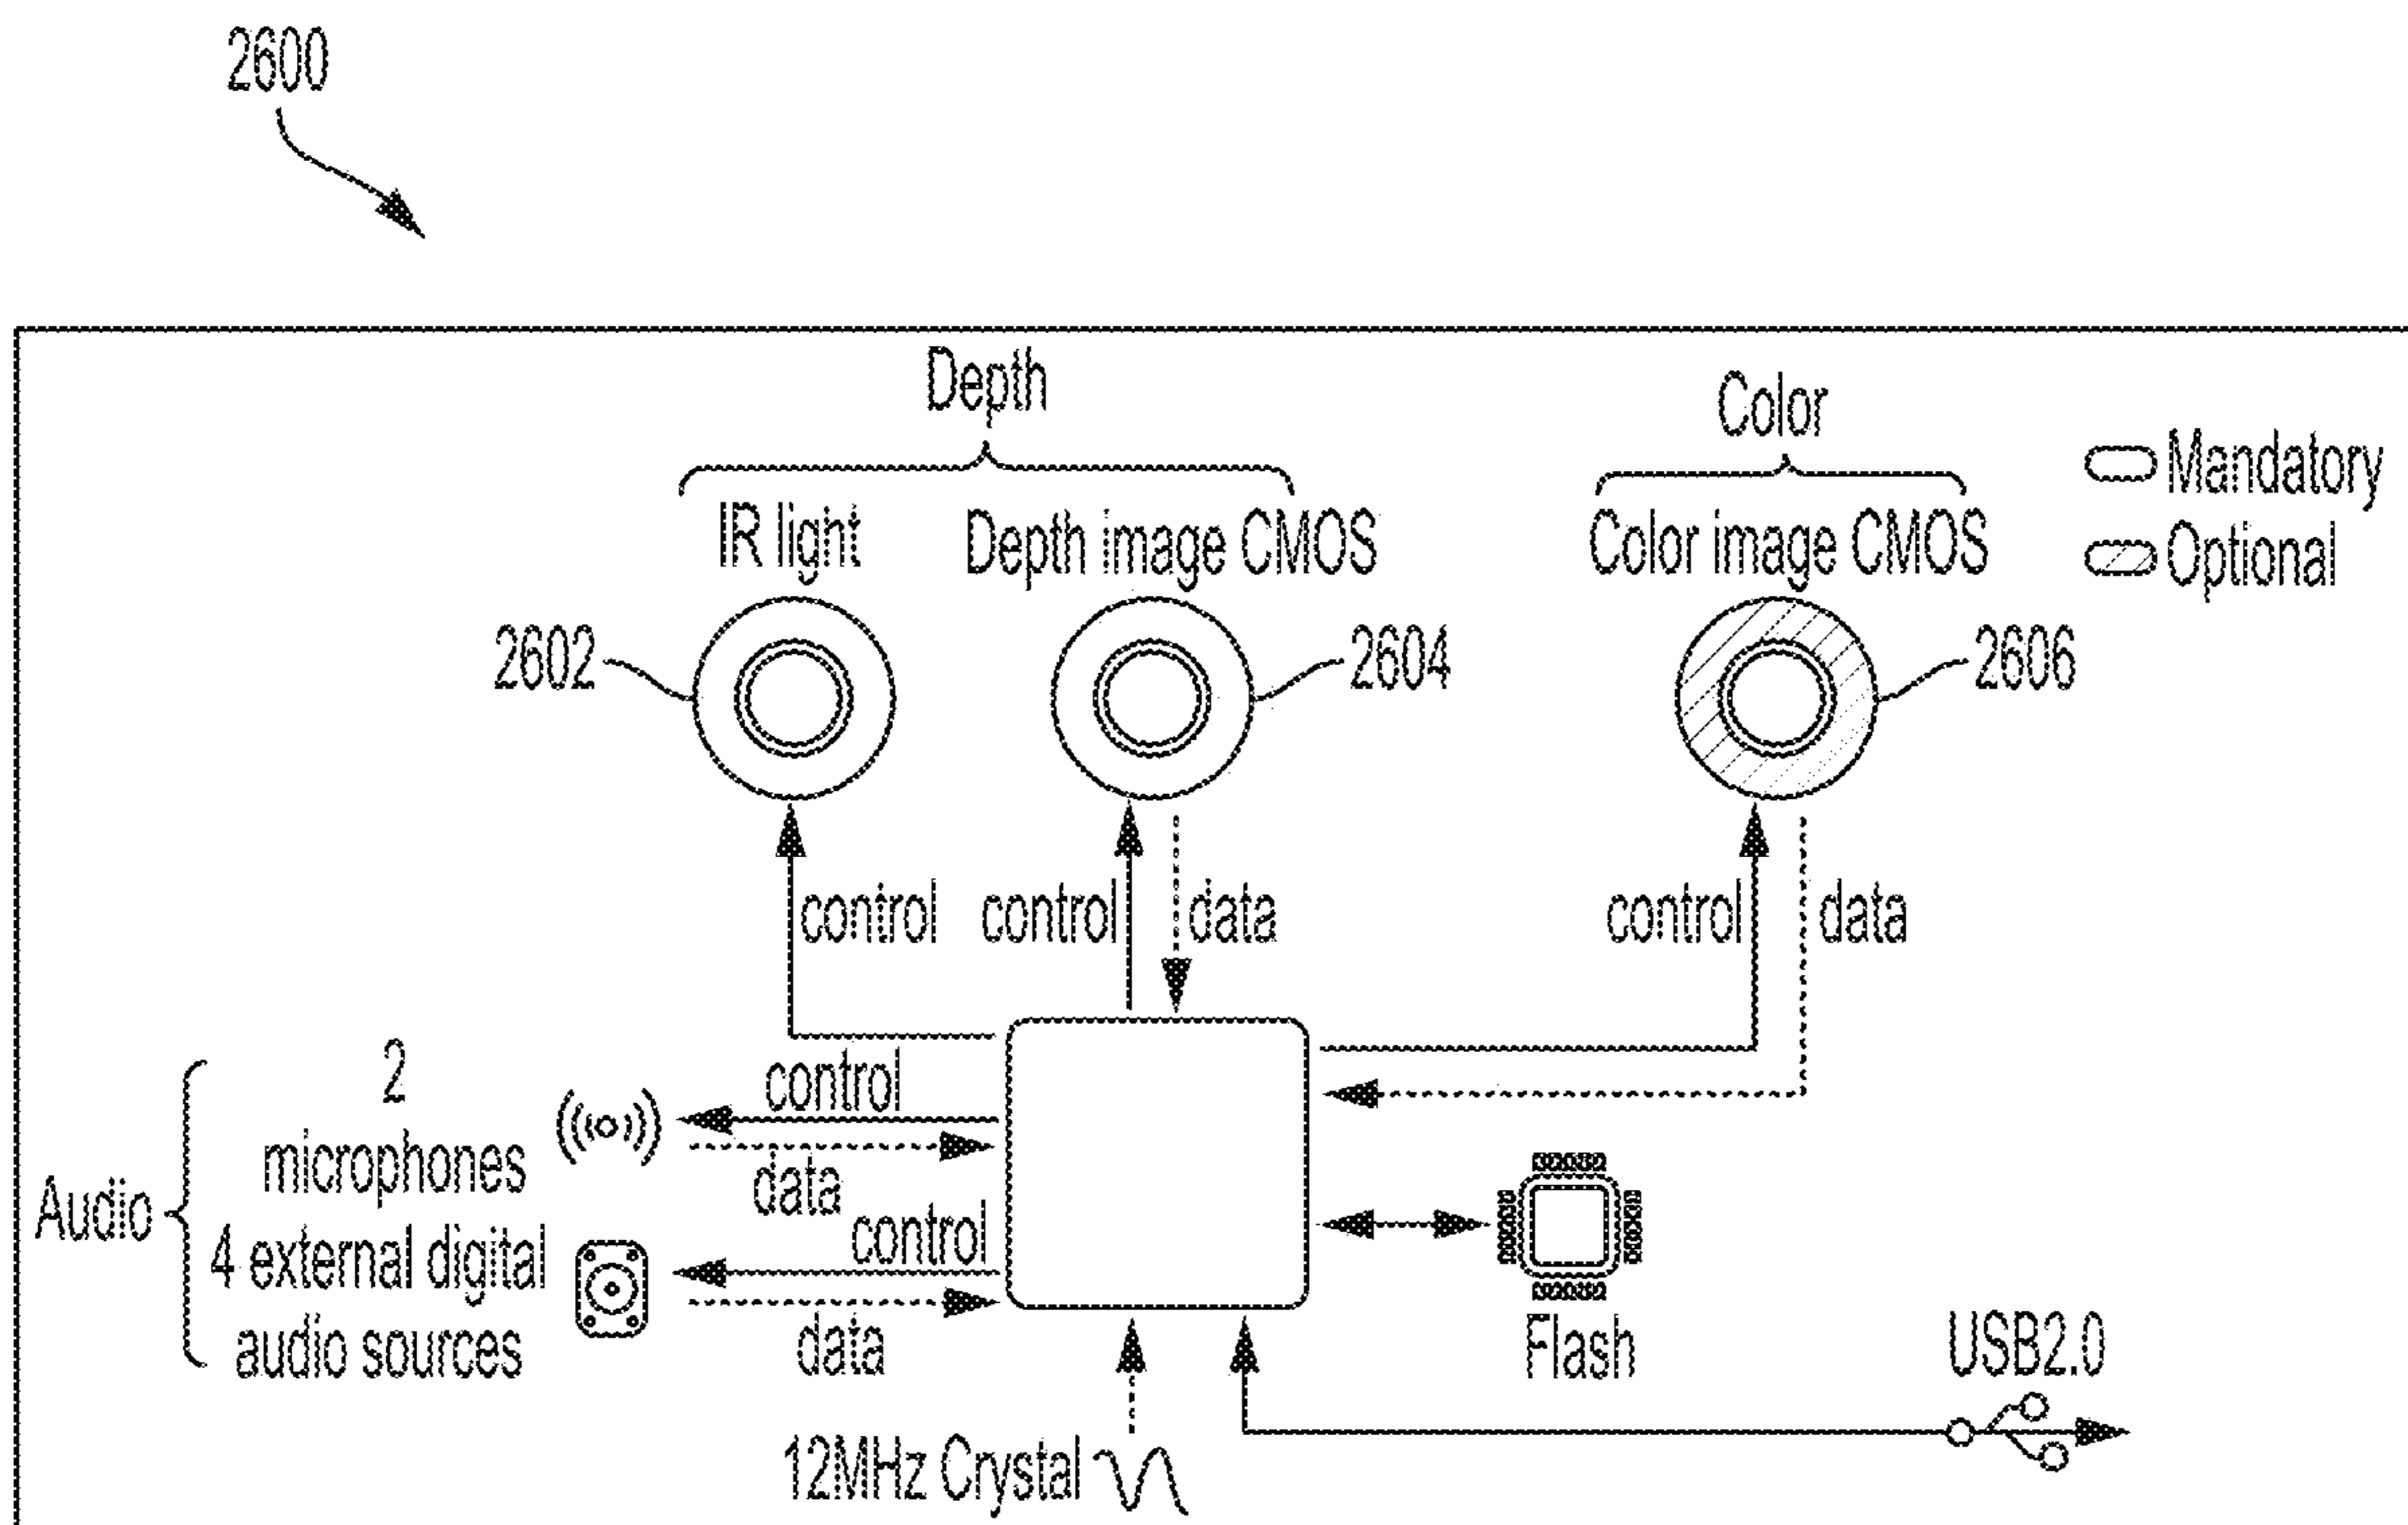 2600
Depth
Color
Mandatory
IR light
Depth image CMOS
Color image CMOS
Optional
2602
2604
2606
control
control
data
control
data
2
microphones
control
data
Audio
4 external digital
audio sources
control
data
Flash
USB2.0
12MHz Crystal